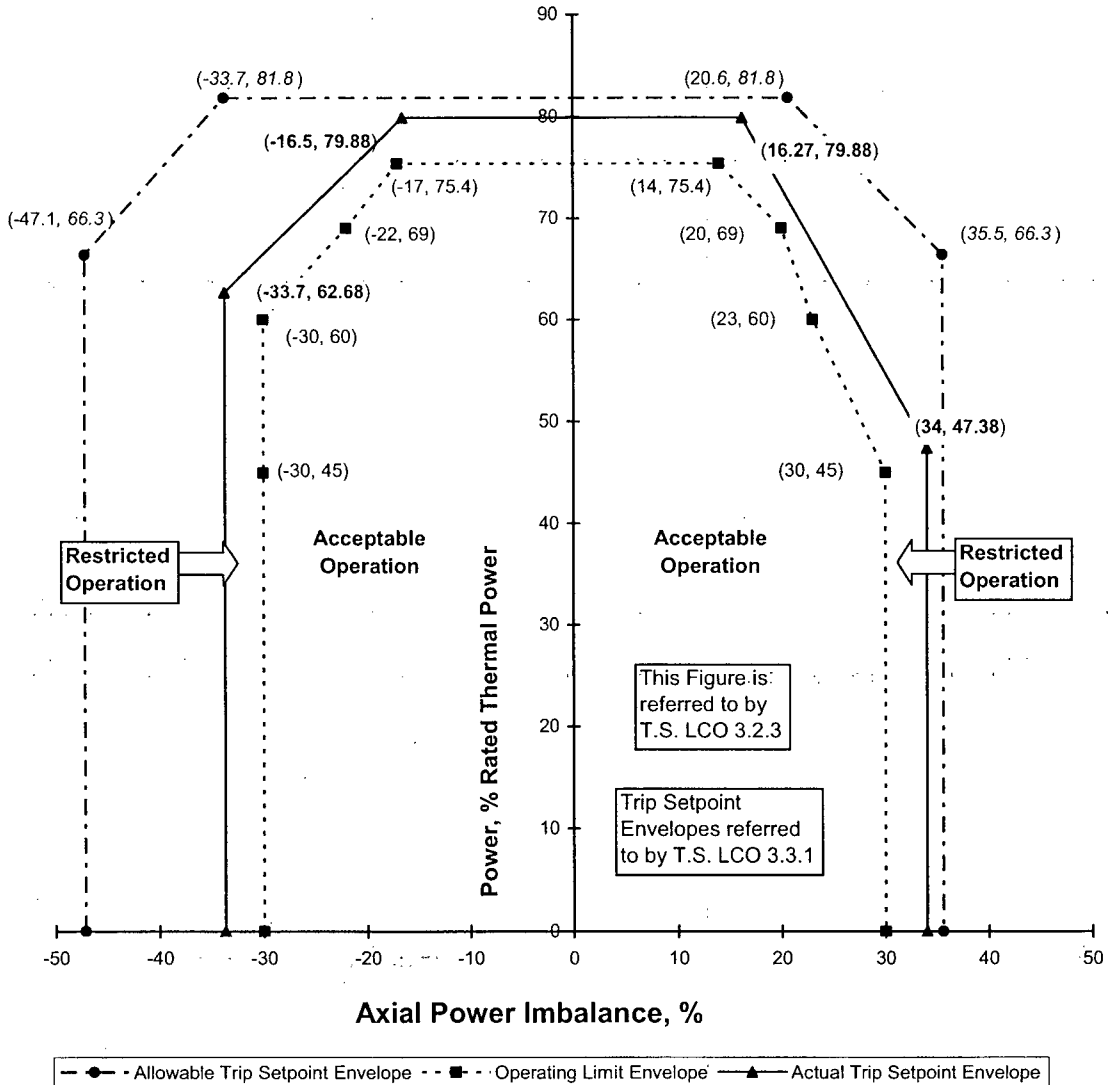 90
(-33.7, 81.8)
(20.6, 81.8)
80
(-16.5, 79.88)
(16.27, 79.88)
(-17, 75.4)
(14, 75.4)
(-47.1, 66.3)
70
(-22, 69)
(20, 69)
(35.5, 66.3)
(-33.7, 62.68)
60
(-30, 60)
(23, 60)
50
(34, 47.38)
(-30, 45)
(30, 45)
40
Restricted
Operation
Acceptable
Operation
Acceptable
Operation
Restricted
Operation
30
Power, % Rated Thermal Power
This Figure is
referred to by
T.S. LCO 3.2.3
20
Trip Setpoint
Envelopes referred
to by T.S. LCO 3.3.1
10
0
-50 -40 -30 -20 -10 0 10 20 30 40 50
Axial Power Imbalance, %
Allowable Trip Setpoint Envelope Operating Limit Envelope Actual Trip Setpoint Envelope